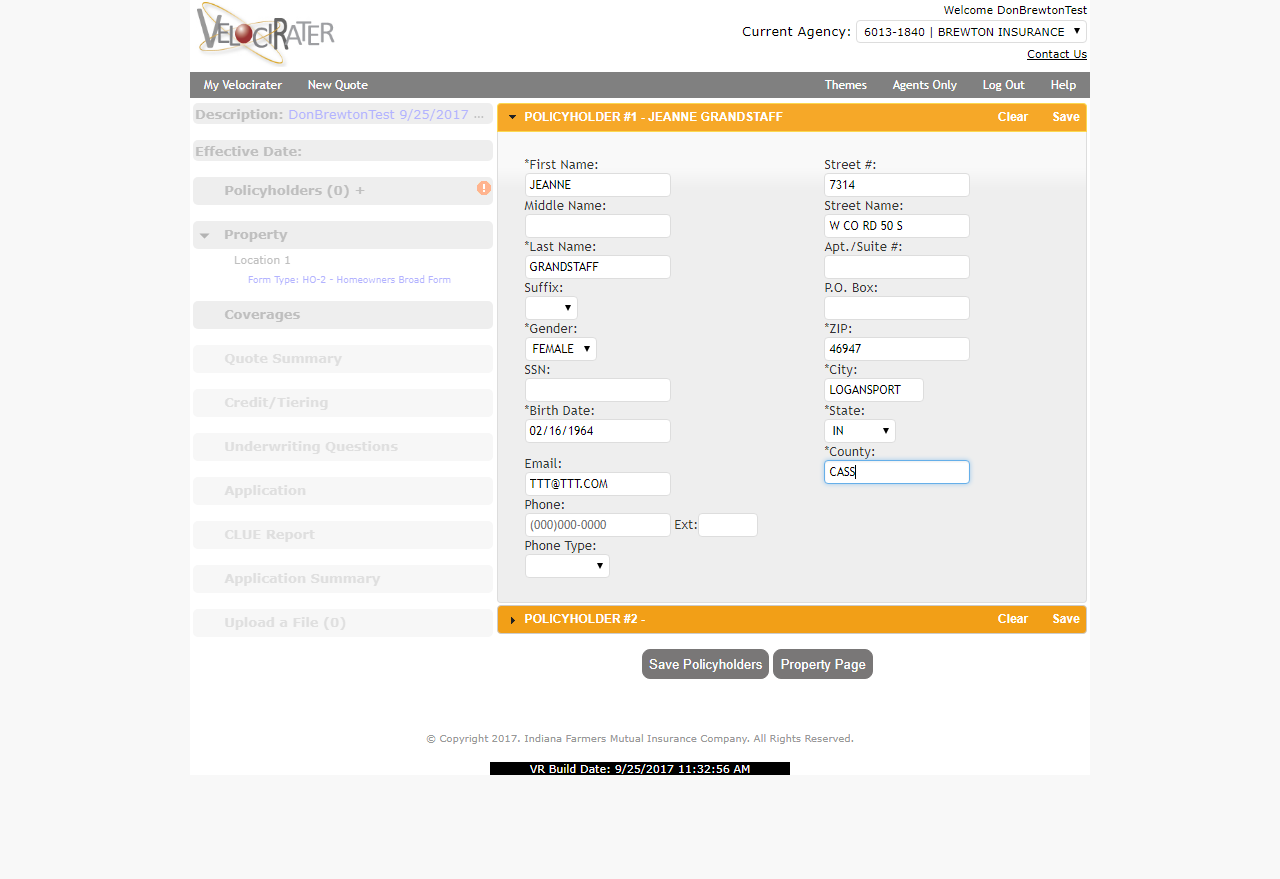 VELOCIRATER
Welcome DonBrewtonTest
Current Agency: 6013-1840 | BREWTON INSURANCE
Contact Us
My Velocirater New Quote Themes Agents Only Log Out Help
Description: DonBrewtonTest 9/25/2017 ...
Effective Date:
Policyholders (0) +
!
Property
Location 1
Form Type: HO-2 - Homeowners Broad Form
Coverages
Quote Summary
Credit/Tiering
Underwriting Questions
Application
CLUE Report
Application Summary
Upload a File (0)
POLICYHOLDER #1 - JEANNE GRANDSTAFF Clear Save
*First Name:
JEANNE
Middle Name:
*Last Name:
GRANDSTAFF
Suffix:
*Gender:
FEMALE
SSN:
*Birth Date:
02/16/1964
Email:
TTT@TTT.COM
Phone:
(000)000-0000 Ext:
Phone Type:
Street #:
7314
Street Name:
W CO RD 50 S
Apt./Suite #:
P.O. Box:
*ZIP:
46947
*City:
LOGANSPORT
*State:
IN
*County:
CASS
POLICYHOLDER #2 - Clear Save
Save Policyholders Property Page
© Copyright 2017. Indiana Farmers Mutual Insurance Company. All Rights Reserved.
VR Build Date: 9/25/2017 11:32:56 AM